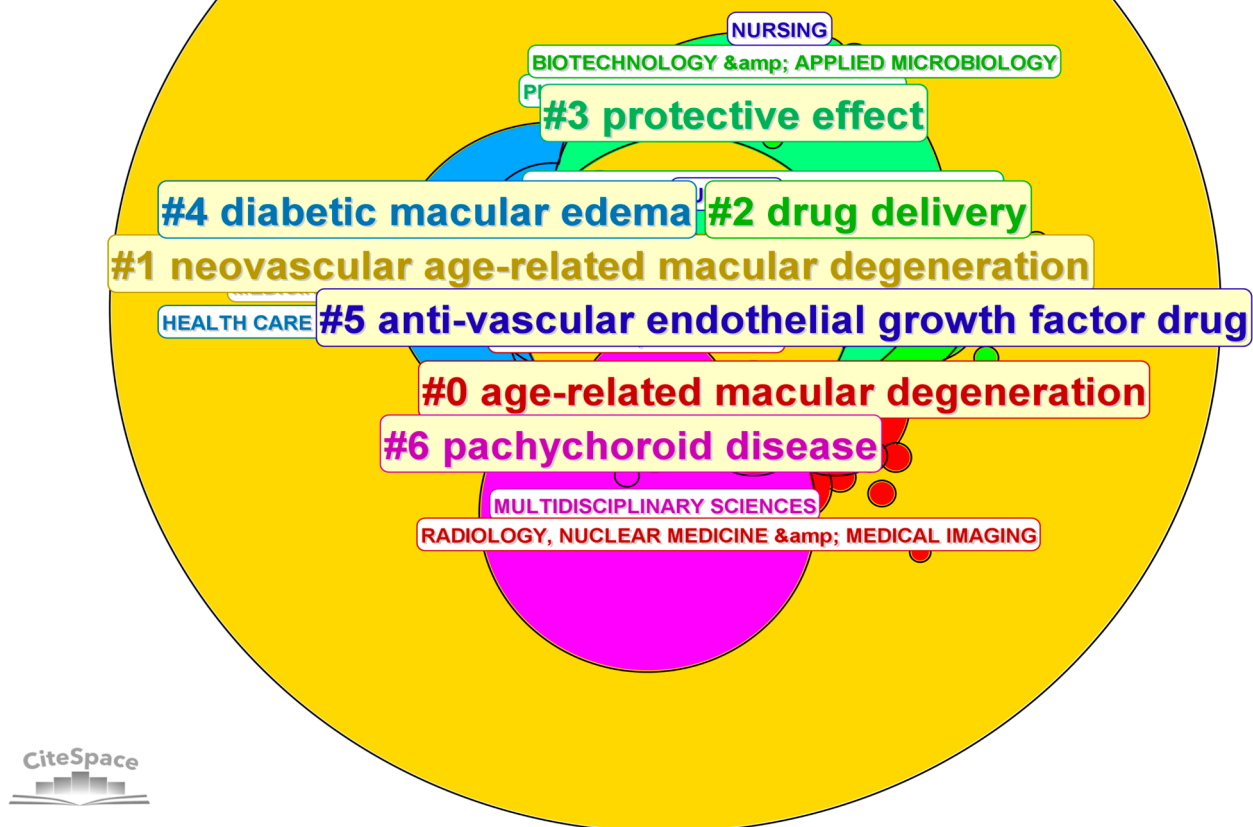 NURSING
BIOTECHNOLOGY &amp; APPLIED MICROBIOLOGY
#3 protective effect
#4 diabetic macular edema
#2 drug delivery
#1 neovascular age-related macular degeneration
HEALTH CARE
#5 anti-vascular endothelial growth factor drug
#0 age-related macular degeneration
#6 pachychoroid disease
MULTIDISCIPLINARY SCIENCES
RADIOLOGY, NUCLEAR MEDICINE &amp; MEDICAL IMAGING
CiteSpace